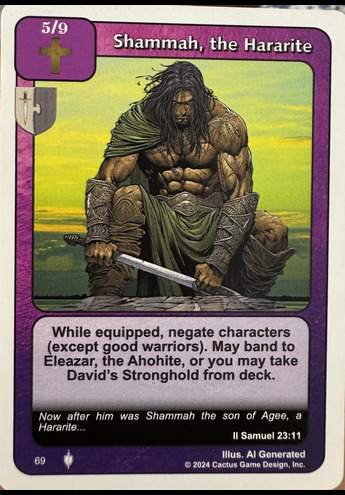 5/9
Shammah, the Hararite
While equipped, negate characters
(except good warriors). May band to
Eleazar, the Ahohite, or you may take
David's Stronghold from deck.
Now after him was Shammah the son of Agee, a
Hararite...
II Samuel 23:11
69
Illus. AI Generated
© 2024 Cactus Game Design, Inc.